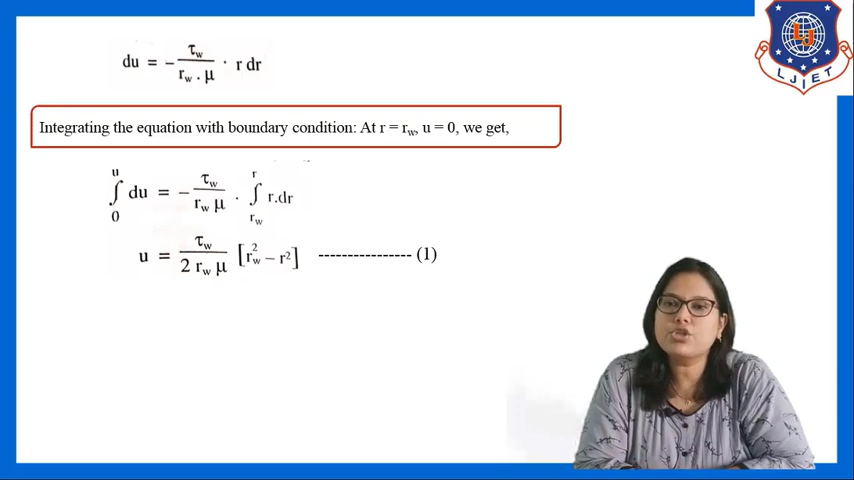 du = − τw / rw . μ · r dr
Integrating the equation with boundary condition: At r = rw, u = 0, we get,
∫₀ᵘ du = − τw / rw μ · ∫rwʳ r.dr
u = τw / 2 rw μ [rw² − r²] ---------------- (1)
LJ
LJIET